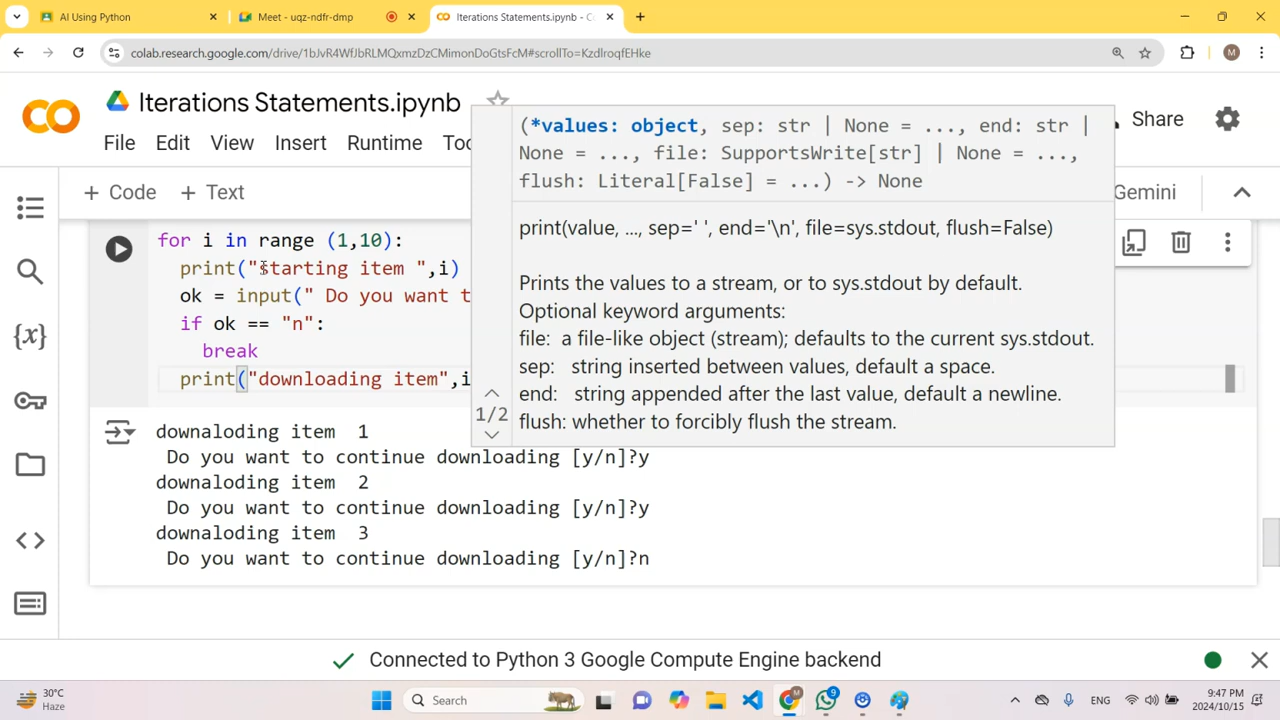 AI Using Python
Meet - uqz-ndfr-dmp
Iterations Statements.ipynb - C
colab.research.google.com/drive/1bJvR4WfJbRLMQxmzDzCMimonDoGtsFcM#scrollTo=KzdlroqfEHke
M
CO
Iterations Statements.ipynb
File Edit View Insert Runtime Too
Share
+ Code + Text
Gemini
for i in range (1,10):
print("starting item ",i)
ok = input(" Do you want t
if ok == "n":
break
print("downloading item",i
(*values: object, sep: str | None = ..., end: str |
None = ..., file: SupportsWrite[str] | None = ...,
flush: Literal[False] = ...) -> None
print(value, ..., sep=' ', end='\n', file=sys.stdout, flush=False)
Prints the values to a stream, or to sys.stdout by default.
Optional keyword arguments:
file: a file-like object (stream); defaults to the current sys.stdout.
sep: string inserted between values, default a space.
end: string appended after the last value, default a newline.
flush: whether to forcibly flush the stream.
1/2
downaloding item 1
Do you want to continue downloading [y/n]?y
downaloding item 2
Do you want to continue downloading [y/n]?y
downaloding item 3
Do you want to continue downloading [y/n]?n
Connected to Python 3 Google Compute Engine backend
30°C
Haze
Search
9
ENG
9:47 PM
2024/10/15